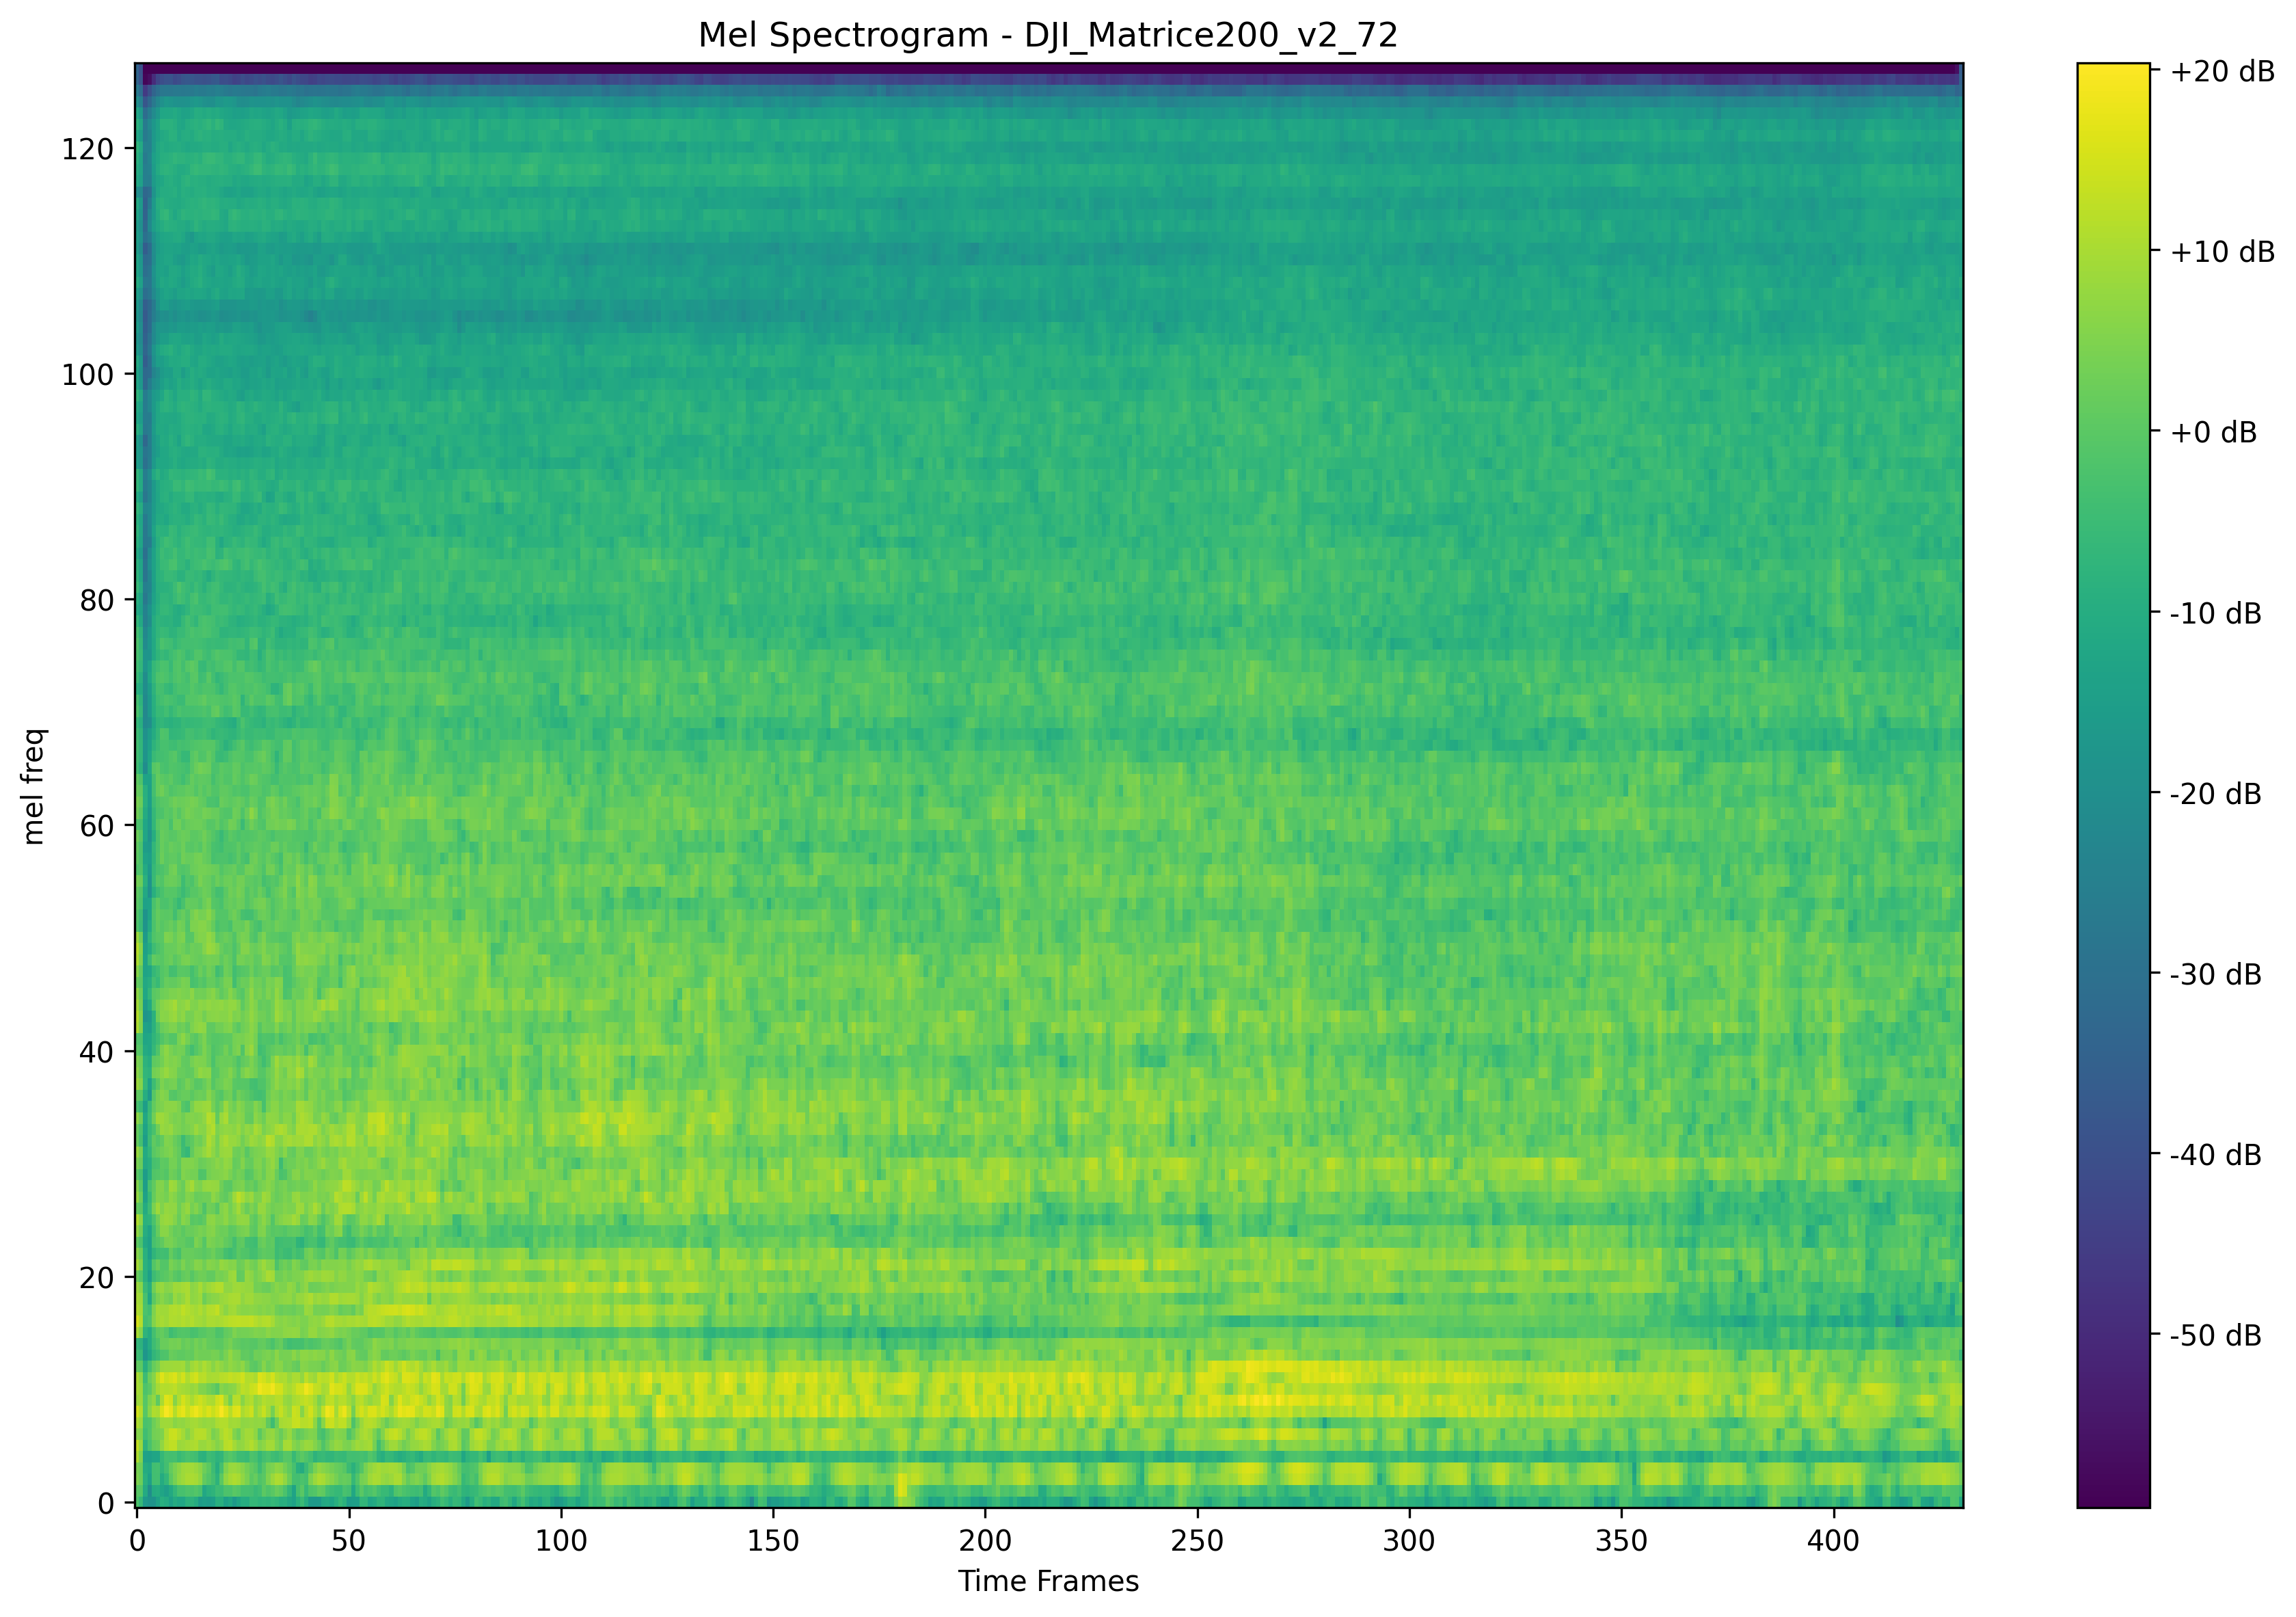 Mel Spectrogram - DJI_Matrice200_v2_72
mel freq
120
100
80
60
40
20
0
0 50 100 150 200 250 300 350 400
Time Frames
+20 dB
+10 dB
+0 dB
-10 dB
-20 dB
-30 dB
-40 dB
-50 dB